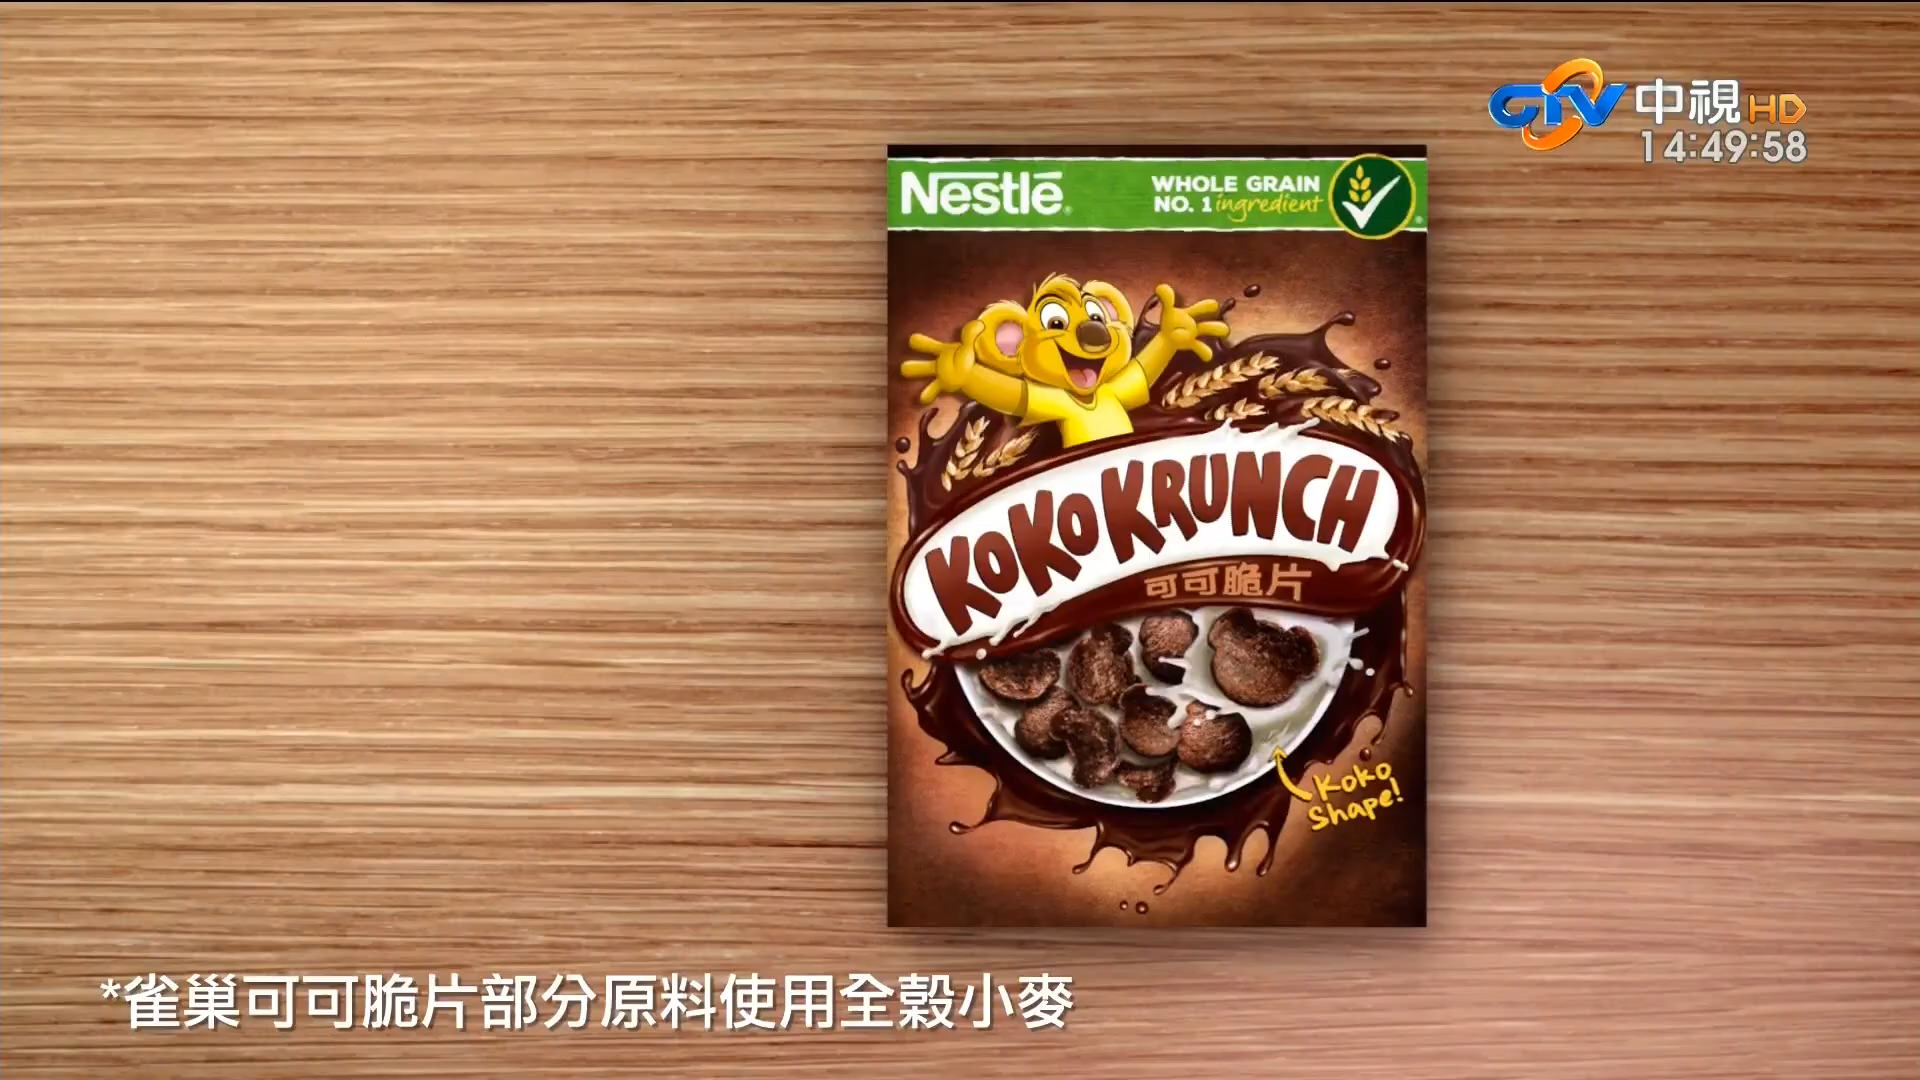 CTV 中視 HD
14:49:58
Nestlé®
WHOLE GRAIN
NO. 1 ingredient
KOKO KRUNCH
可可脆片
Koko
Shape!
*雀巢可可脆片部分原料使用全穀小麥